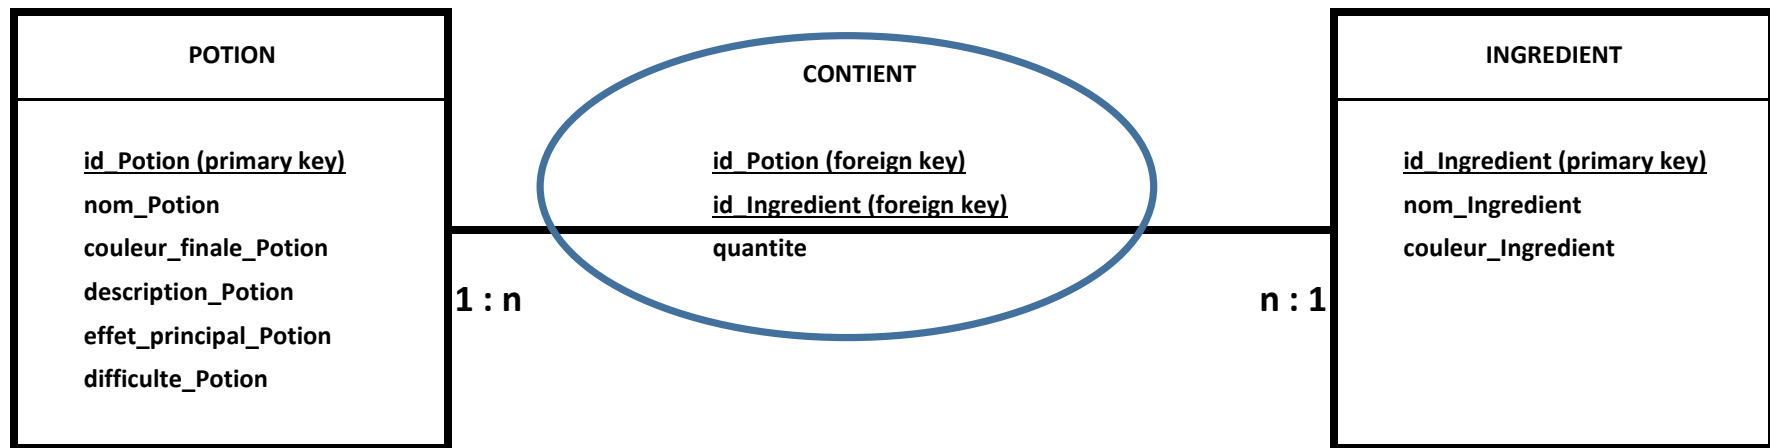 POTION
id_Potion (primary key)
nom_Potion
couleur_finale_Potion
description_Potion
effet_principal_Potion
difficulte_Potion
1 : n
CONTIENT
id_Potion (foreign key)
id_Ingredient (foreign key)
quantite
n : 1
INGREDIENT
id_Ingredient (primary key)
nom_Ingredient
couleur_Ingredient